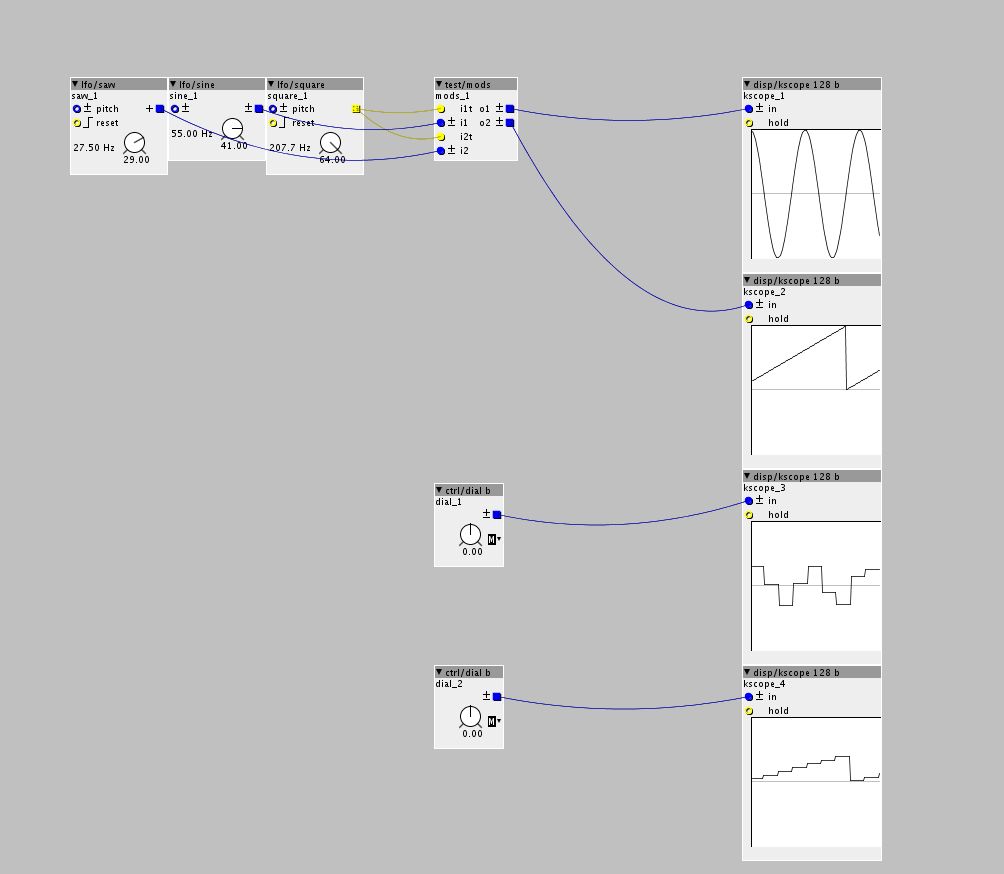 lfo/saw
saw_1
± pitch +
reset
27.50 Hz
29.00
lfo/sine
sine_1
± ±
55.00 Hz
41.00
lfo/square
square_1
± pitch
reset
207.7 Hz
64.00
test/mods
mods_1
i1t o1 ±
± i1 o2 ±
i2t
± i2
disp/kscope 128 b
kscope_1
± in
hold
disp/kscope 128 b
kscope_2
± in
hold
ctrl/dial b
dial_1
±
M
0.00
disp/kscope 128 b
kscope_3
± in
hold
ctrl/dial b
dial_2
±
M
0.00
disp/kscope 128 b
kscope_4
± in
hold